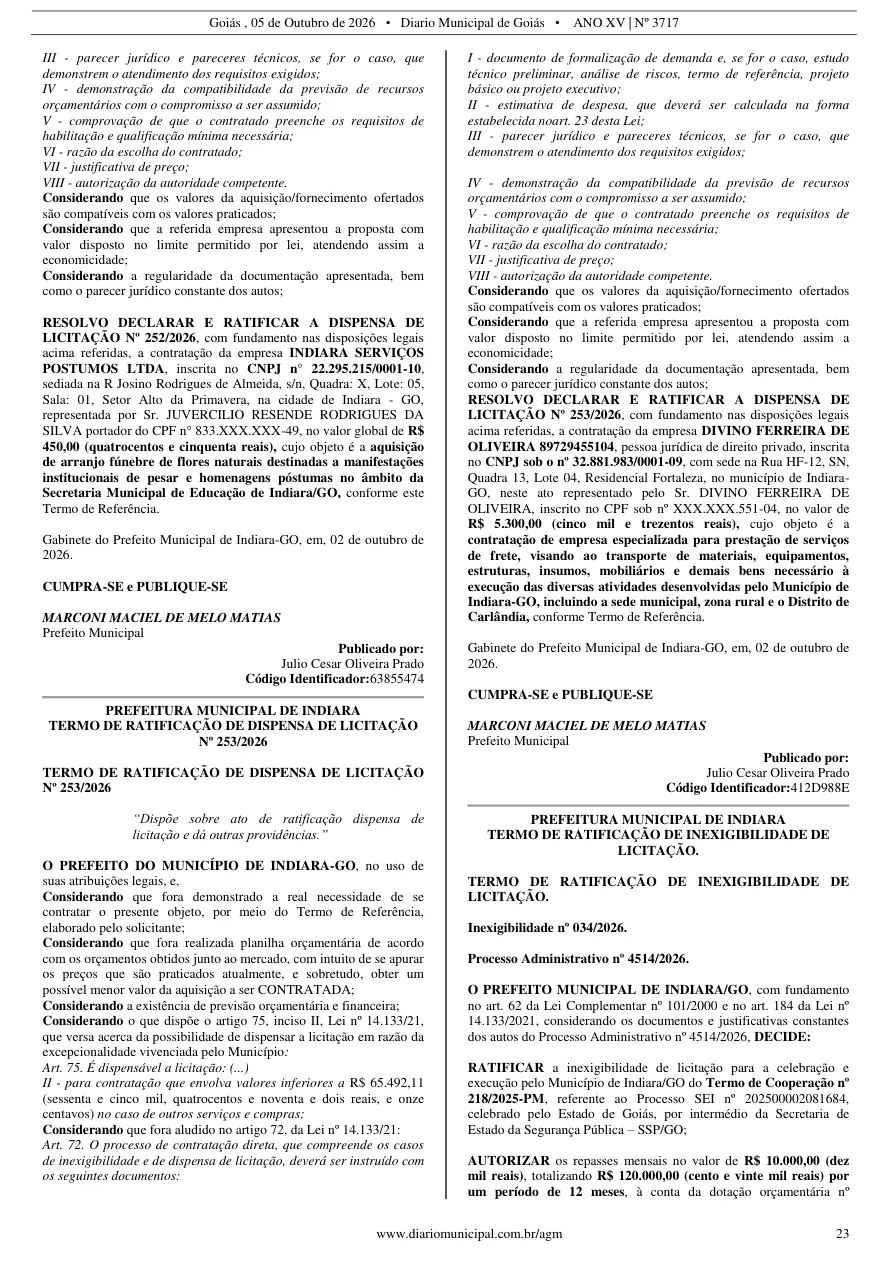 Goiás , 05 de Outubro de 2026 • Diario Municipal de Goiás • ANO XV | Nº 3717
III - parecer jurídico e pareceres técnicos, se for o caso, que
demonstrem o atendimento dos requisitos exigidos;
IV - demonstração da compatibilidade da previsão de recursos
orçamentários com o compromisso a ser assumido;
V - comprovação de que o contratado preenche os requisitos de
habilitação e qualificação mínima necessária;
VI - razão da escolha do contratado;
VII - justificativa de preço;
VIII - autorização da autoridade competente.
Considerando que os valores da aquisição/fornecimento ofertados
são compatíveis com os valores praticados;
Considerando que a referida empresa apresentou a proposta com
valor disposto no limite permitido por lei, atendendo assim a
economicidade;
Considerando a regularidade da documentação apresentada, bem
como o parecer jurídico constante dos autos;
RESOLVO DECLARAR E RATIFICAR A DISPENSA DE
LICITAÇÃO Nº 252/2026, com fundamento nas disposições legais
acima referidas, a contratação da empresa INDIARA SERVIÇOS
POSTUMOS LTDA, inscrita no CNPJ n° 22.295.215/0001-10,
sediada na R Josino Rodrigues de Almeida, s/n, Quadra: X, Lote: 05,
Sala: 01, Setor Alto da Primavera, na cidade de Indiara - GO,
representada por Sr. JUVERCILIO RESENDE RODRIGUES DA
SILVA portador do CPF n° 833.XXX.XXX-49, no valor global de R$
450,00 (quatrocentos e cinquenta reais), cujo objeto é a aquisição
de arranjo fúnebre de flores naturais destinadas a manifestações
institucionais de pesar e homenagens póstumas no âmbito da
Secretaria Municipal de Educação de Indiara/GO, conforme este
Termo de Referência.
Gabinete do Prefeito Municipal de Indiara-GO, em, 02 de outubro de
2026.
CUMPRA-SE e PUBLIQUE-SE
MARCONI MACIEL DE MELO MATIAS
Prefeito Municipal
Publicado por:
Julio Cesar Oliveira Prado
Código Identificador:63855474
PREFEITURA MUNICIPAL DE INDIARA
TERMO DE RATIFICAÇÃO DE DISPENSA DE LICITAÇÃO
Nº 253/2026
TERMO DE RATIFICAÇÃO DE DISPENSA DE LICITAÇÃO
Nº 253/2026
“Dispõe sobre ato de ratificação dispensa de
licitação e dá outras providências.”
O PREFEITO DO MUNICÍPIO DE INDIARA-GO, no uso de
suas atribuições legais, e,
Considerando que fora demonstrado a real necessidade de se
contratar o presente objeto, por meio do Termo de Referência,
elaborado pelo solicitante;
Considerando que fora realizada planilha orçamentária de acordo
com os orçamentos obtidos junto ao mercado, com intuito de se apurar
os preços que são praticados atualmente, e sobretudo, obter um
possível menor valor da aquisição a ser CONTRATADA;
Considerando a existência de previsão orçamentária e financeira;
Considerando o que dispõe o artigo 75, inciso II, Lei nº 14.133/21,
que versa acerca da possibilidade de dispensar a licitação em razão da
excepcionalidade vivenciada pelo Município:
Art. 75. É dispensável a licitação: (...)
II - para contratação que envolva valores inferiores a R$ 65.492,11
(sessenta e cinco mil, quatrocentos e noventa e dois reais, e onze
centavos) no caso de outros serviços e compras;
Considerando que fora aludido no artigo 72, da Lei nº 14.133/21:
Art. 72. O processo de contratação direta, que compreende os casos
de inexigibilidade e de dispensa de licitação, deverá ser instruído com
os seguintes documentos:
I - documento de formalização de demanda e, se for o caso, estudo
técnico preliminar, análise de riscos, termo de referência, projeto
básico ou projeto executivo;
II - estimativa de despesa, que deverá ser calculada na forma
estabelecida noart. 23 desta Lei;
III - parecer jurídico e pareceres técnicos, se for o caso, que
demonstrem o atendimento dos requisitos exigidos;
IV - demonstração da compatibilidade da previsão de recursos
orçamentários com o compromisso a ser assumido;
V - comprovação de que o contratado preenche os requisitos de
habilitação e qualificação mínima necessária;
VI - razão da escolha do contratado;
VII - justificativa de preço;
VIII - autorização da autoridade competente.
Considerando que os valores da aquisição/fornecimento ofertados
são compatíveis com os valores praticados;
Considerando que a referida empresa apresentou a proposta com
valor disposto no limite permitido por lei, atendendo assim a
economicidade;
Considerando a regularidade da documentação apresentada, bem
como o parecer jurídico constante dos autos;
RESOLVO DECLARAR E RATIFICAR A DISPENSA DE
LICITAÇÃO Nº 253/2026, com fundamento nas disposições legais
acima referidas, a contratação da empresa DIVINO FERREIRA DE
OLIVEIRA 89729455104, pessoa jurídica de direito privado, inscrita
no CNPJ sob o nº 32.881.983/0001-09, com sede na Rua HF-12, SN,
Quadra 13, Lote 04, Residencial Fortaleza, no município de Indiara-
GO, neste ato representado pelo Sr. DIVINO FERREIRA DE
OLIVEIRA, inscrito no CPF sob nº XXX.XXX.551-04, no valor de
R$ 5.300,00 (cinco mil e trezentos reais), cujo objeto é a
contratação de empresa especializada para prestação de serviços
de frete, visando ao transporte de materiais, equipamentos,
estruturas, insumos, mobiliários e demais bens necessário à
execução das diversas atividades desenvolvidas pelo Município de
Indiara-GO, incluindo a sede municipal, zona rural e o Distrito de
Carlândia, conforme Termo de Referência.
Gabinete do Prefeito Municipal de Indiara-GO, em, 02 de outubro de
2026.
CUMPRA-SE e PUBLIQUE-SE
MARCONI MACIEL DE MELO MATIAS
Prefeito Municipal
Publicado por:
Julio Cesar Oliveira Prado
Código Identificador:412D988E
PREFEITURA MUNICIPAL DE INDIARA
TERMO DE RATIFICAÇÃO DE INEXIGIBILIDADE DE
LICITAÇÃO.
TERMO DE RATIFICAÇÃO DE INEXIGIBILIDADE DE
LICITAÇÃO.
Inexigibilidade nº 034/2026.
Processo Administrativo nº 4514/2026.
O PREFEITO MUNICIPAL DE INDIARA/GO, com fundamento
no art. 62 da Lei Complementar nº 101/2000 e no art. 184 da Lei nº
14.133/2021, considerando os documentos e justificativas constantes
dos autos do Processo Administrativo nº 4514/2026, DECIDE:
RATIFICAR a inexigibilidade de licitação para a celebração e
execução pelo Município de Indiara/GO do Termo de Cooperação nº
218/2025-PM, referente ao Processo SEI nº 202500002081684,
celebrado pelo Estado de Goiás, por intermédio da Secretaria de
Estado da Segurança Pública – SSP/GO;
AUTORIZAR os repasses mensais no valor de R$ 10.000,00 (dez
mil reais), totalizando R$ 120.000,00 (cento e vinte mil reais) por
um período de 12 meses, à conta da dotação orçamentária nº
www.diariomunicipal.com.br/agm
23